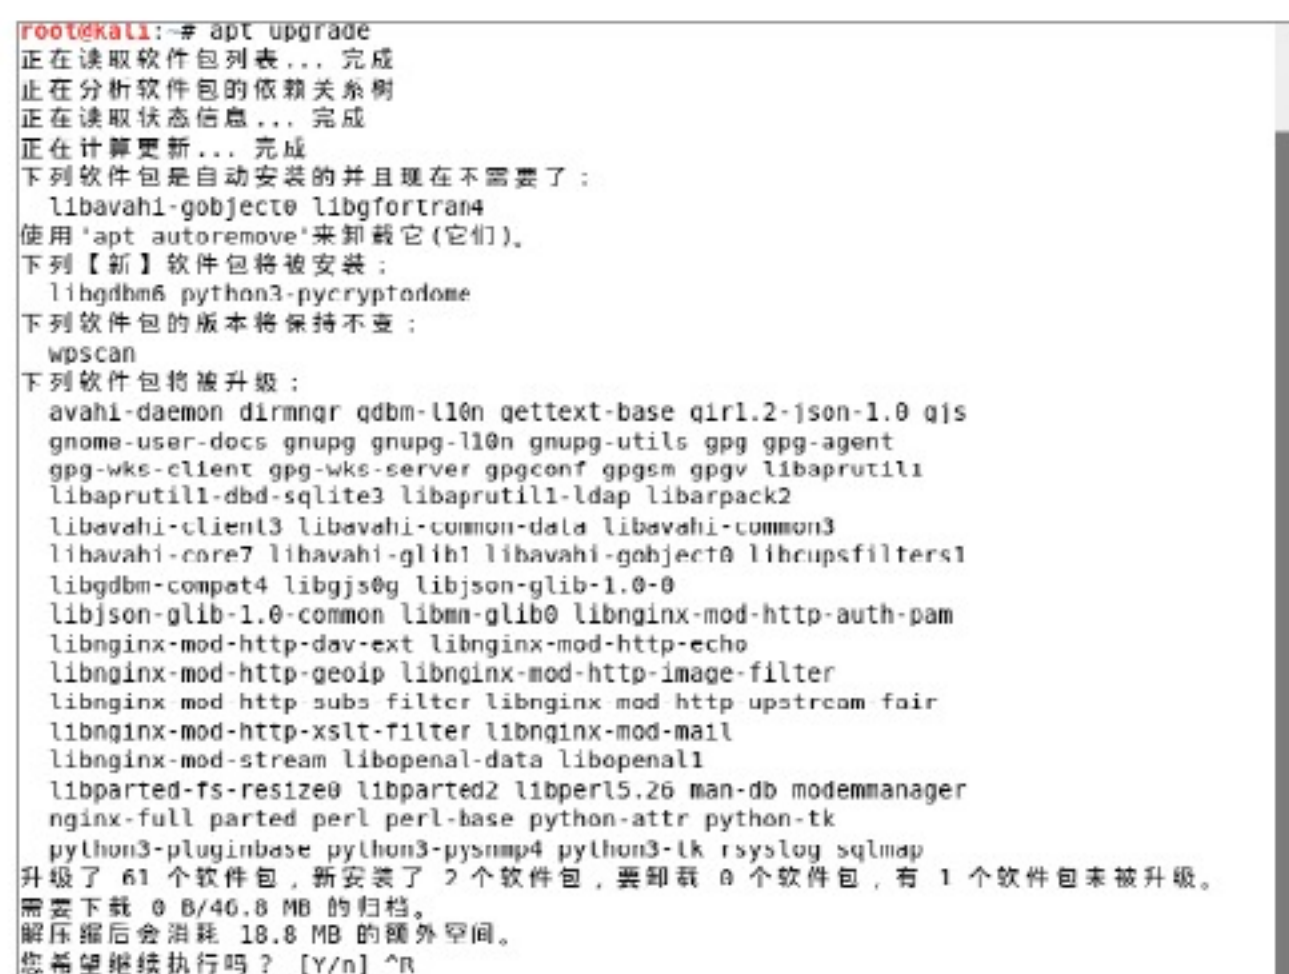 root@kali:~# apt upgrade
正在读取软件包列表... 完成
正在分析软件包的依赖关系树
正在读取状态信息... 完成
正在计算更新... 完成
下列软件包是自动安装的并且现在不需要了：
  libavahi-gobject0 libgfortran4
使用'apt autoremove'来卸载它(它们)。
下列【新】软件包将被安装：
  libgdbm6 python3-pycryptodome
下列软件包的版本将保持不变：
  wpscan
下列软件包将被升级：
  avahi-daemon dirmngr gdbm-l10n gettext-base gir1.2-json-1.0 gjs
  gnome-user-docs gnupg gnupg-l10n gnupg-utils gpg gpg-agent
  gpg-wks-client gpg-wks-server gpgconf gpgsm gpgv libaprutil1
  libaprutil1-dbd-sqlite3 libaprutil1-ldap libarpack2
  libavahi-client3 libavahi-common-data libavahi-common3
  libavahi-core7 libavahi-glib1 libavahi-gobject0 libcupsfilters1
  libgdbm-compat4 libgjs0g libjson-glib-1.0-0
  libjson-glib-1.0-common libmm-glib0 libnginx-mod-http-auth-pam
  libnginx-mod-http-dav-ext libnginx-mod-http-echo
  libnginx-mod-http-geoip libnginx-mod-http-image-filter
  libnginx-mod-http-subs-filter libnginx-mod-http-upstream-fair
  libnginx-mod-http-xslt-filter libnginx-mod-mail
  libnginx-mod-stream libopenal-data libopenal1
  libparted-fs-resize0 libparted2 libperl5.26 man-db modemmanager
  nginx-full parted perl perl-base python-attr python-tk
  python3-pluginbase python3-pysnmp4 python3-tk rsyslog sqlmap
升级了 61 个软件包，新安装了 2 个软件包，要卸载 0 个软件包，有 1 个软件包未被升级。
需要下载 0 B/46.8 MB 的归档。
解压缩后会消耗 18.8 MB 的额外空间。
您希望继续执行吗？ [Y/n] ^R